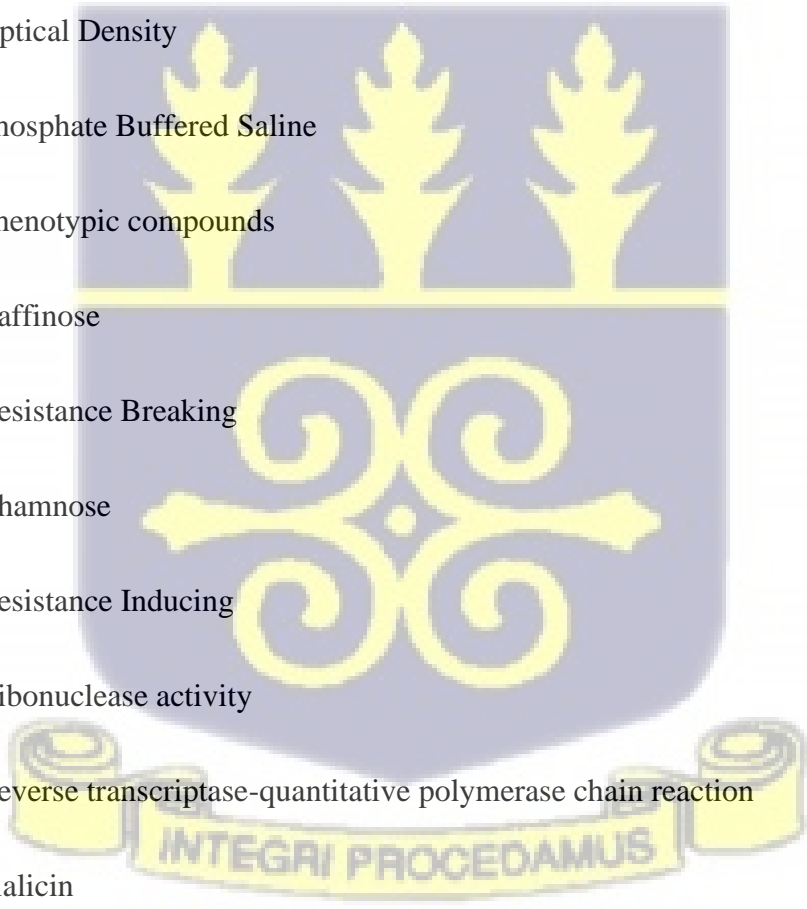 ptical Density
hosphate Buffered Saline
henotypic compounds
affinose
esistance Breaking
hamnose
esistance Inducing
ibonuclease activity
everse transcriptase-quantitative polymerase chain reaction
INTEGRI PROCEDAMUS
alicin